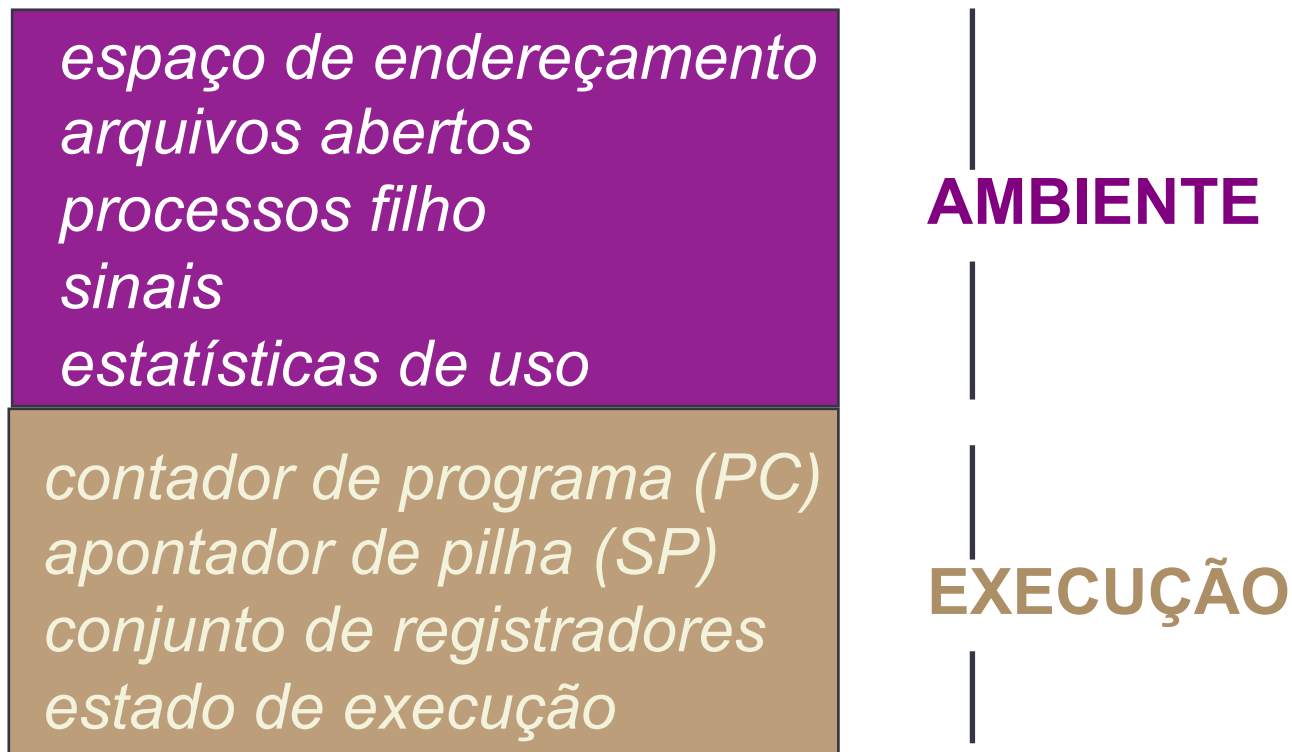 espaço de endereçamento
arquivos abertos
processos filho
sinais
estatísticas de uso
AMBIENTE
contador de programa (PC)
apontador de pilha (SP)
conjunto de registradores
estado de execução
EXECUÇÃO